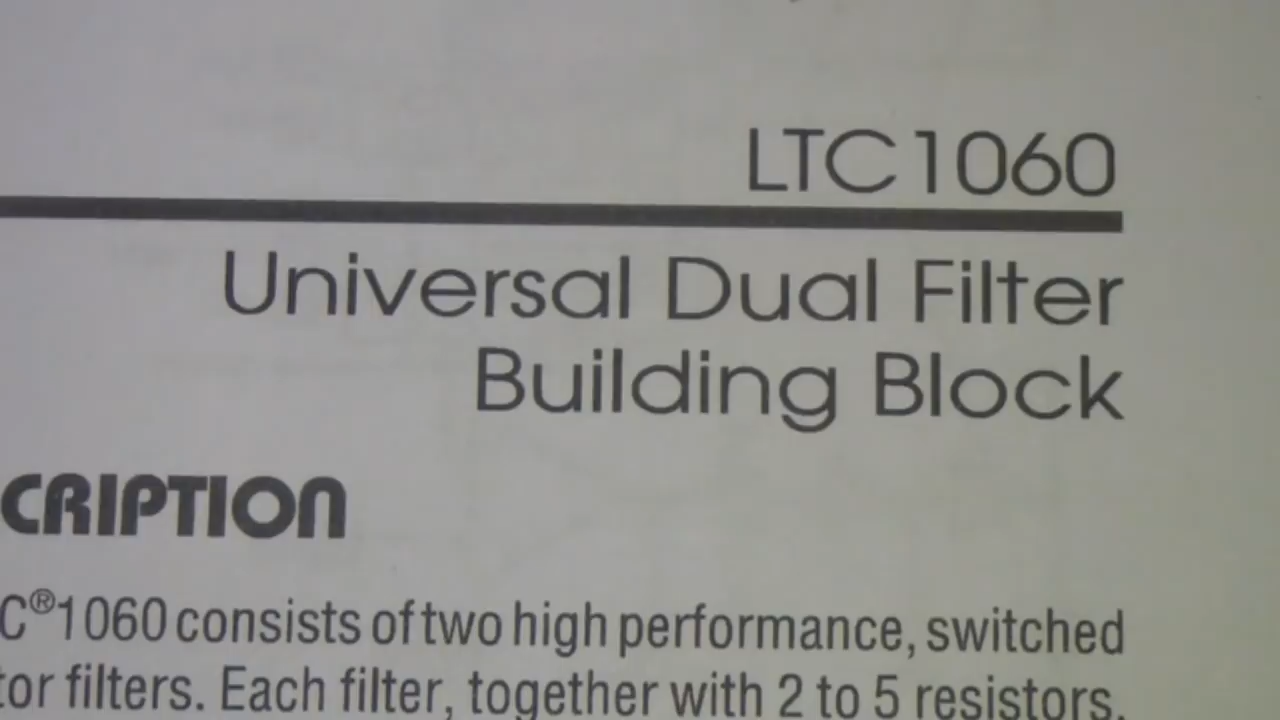 LTC1060
Universal Dual Filter
Building Block
CRIPTION
C®1060 consists of two high performance, switched
tor filters. Each filter, together with 2 to 5 resistors,